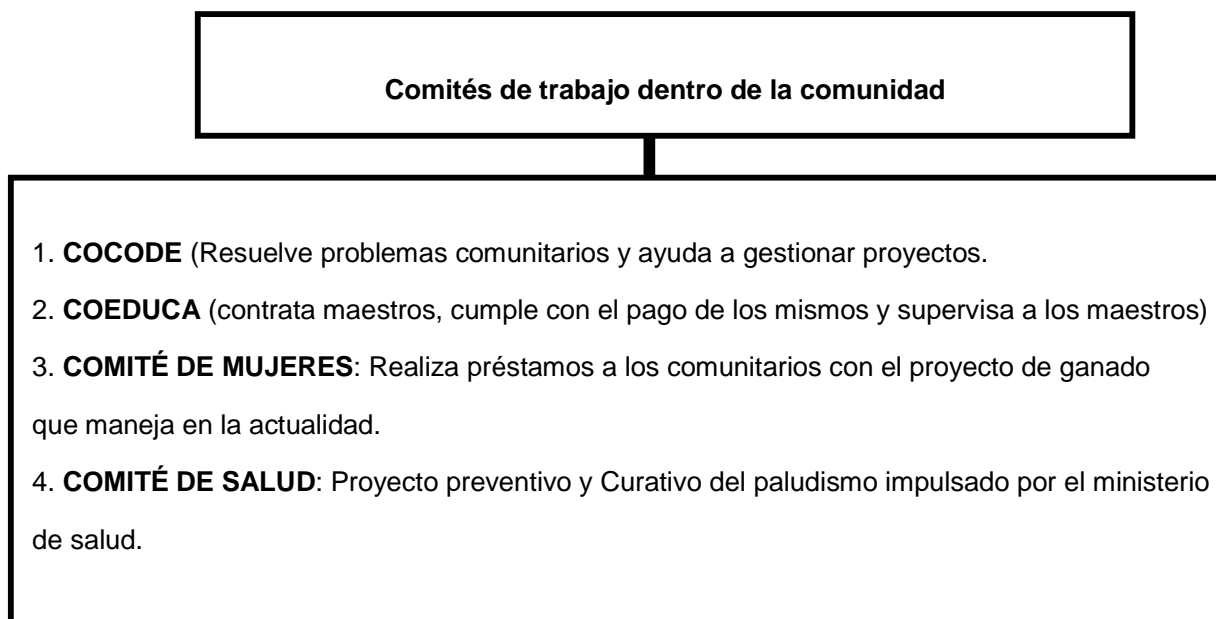 Comités de trabajo dentro de la comunidad
1. COCODE (Resuelve problemas comunitarios y ayuda a gestionar proyectos.
2. COEDUCA (contrata maestros, cumple con el pago de los mismos y supervisa a los maestros)
3. COMITÉ DE MUJERES: Realiza préstamos a los comunitarios con el proyecto de ganado
que maneja en la actualidad.
4. COMITÉ DE SALUD: Proyecto preventivo y Curativo del paludismo impulsado por el ministerio
de salud.